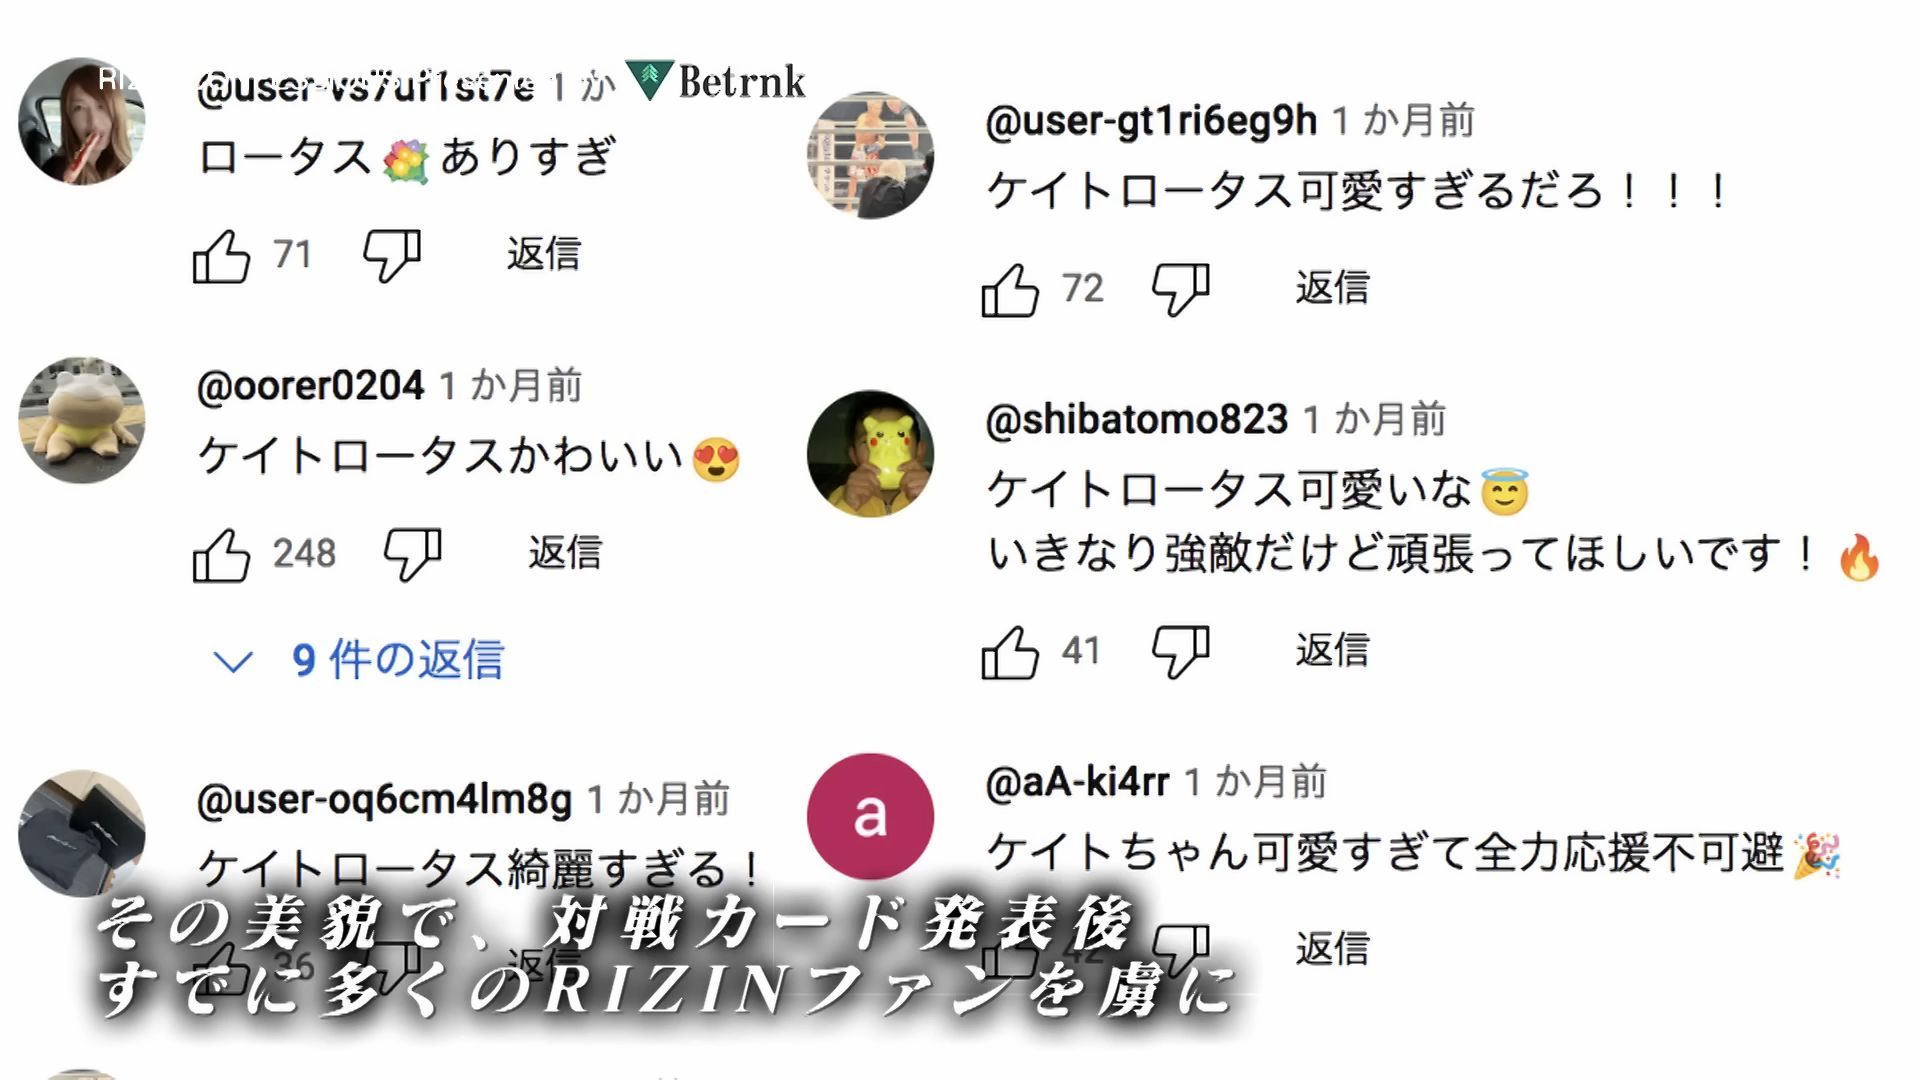 Betrnk
@user-vs7uf1st7e 1 か
ロータス💐ありすぎ
71 返信
@oorer0204 1 か月前
ケイトロータスかわいい😍
248 返信
9 件の返信
@user-oq6cm4lm8g 1 か月前
ケイトロータス綺麗すぎる！
36 返信
@user-gt1ri6eg9h 1 か月前
ケイトロータス可愛すぎるだろ！！！
72 返信
@shibatomo823 1 か月前
ケイトロータス可愛いな😇
いきなり強敵だけど頑張ってほしいです！🔥
41 返信
a
@aA-ki4rr 1 か月前
ケイトちゃん可愛すぎて全力応援不可避🎉
42 返信
その美貌で、対戦カード発表後
すでに多くのRIZINファンを虜に